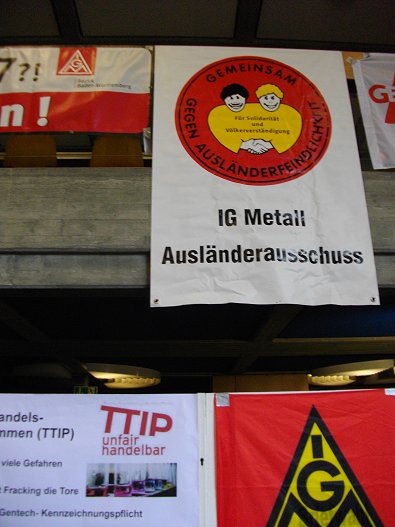 7?!
Bezirk
Baden-Württemberg
n !
GEMEINSAM
GEGEN AUSLÄNDERFEINDLICHKEIT
Für Solidarität
und
Völkerverständigung
IG Metall
Ausländerausschuss
andels-
mmen (TTIP)
viele Gefahren
t Fracking die Tore
Gentech- Kennzeichnungspflicht
TTIP
unfair
handelbar
IGM